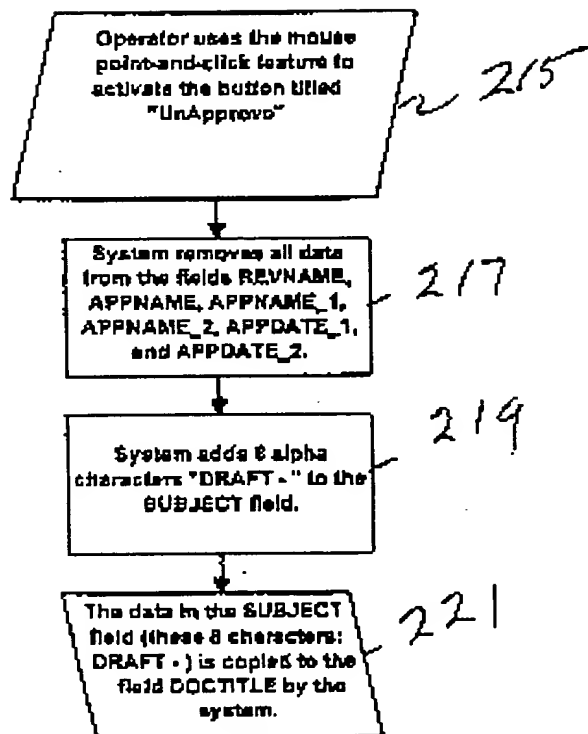 Operator uses the mouse
point-and-click feature to
activate the button titled
"UnApprove"
215
System removes all data
from the fields REVNAME,
APPNAME, APPNAME_1,
APPNAME_2, APPDATE_1,
and APPDATE_2.
217
System adds 8 alpha
characters "DRAFT - " to the
SUBJECT field.
219
The data in the SUBJECT
field (these 8 characters:
DRAFT - ) is copied to the
field DOCTITLE by the
system.
221